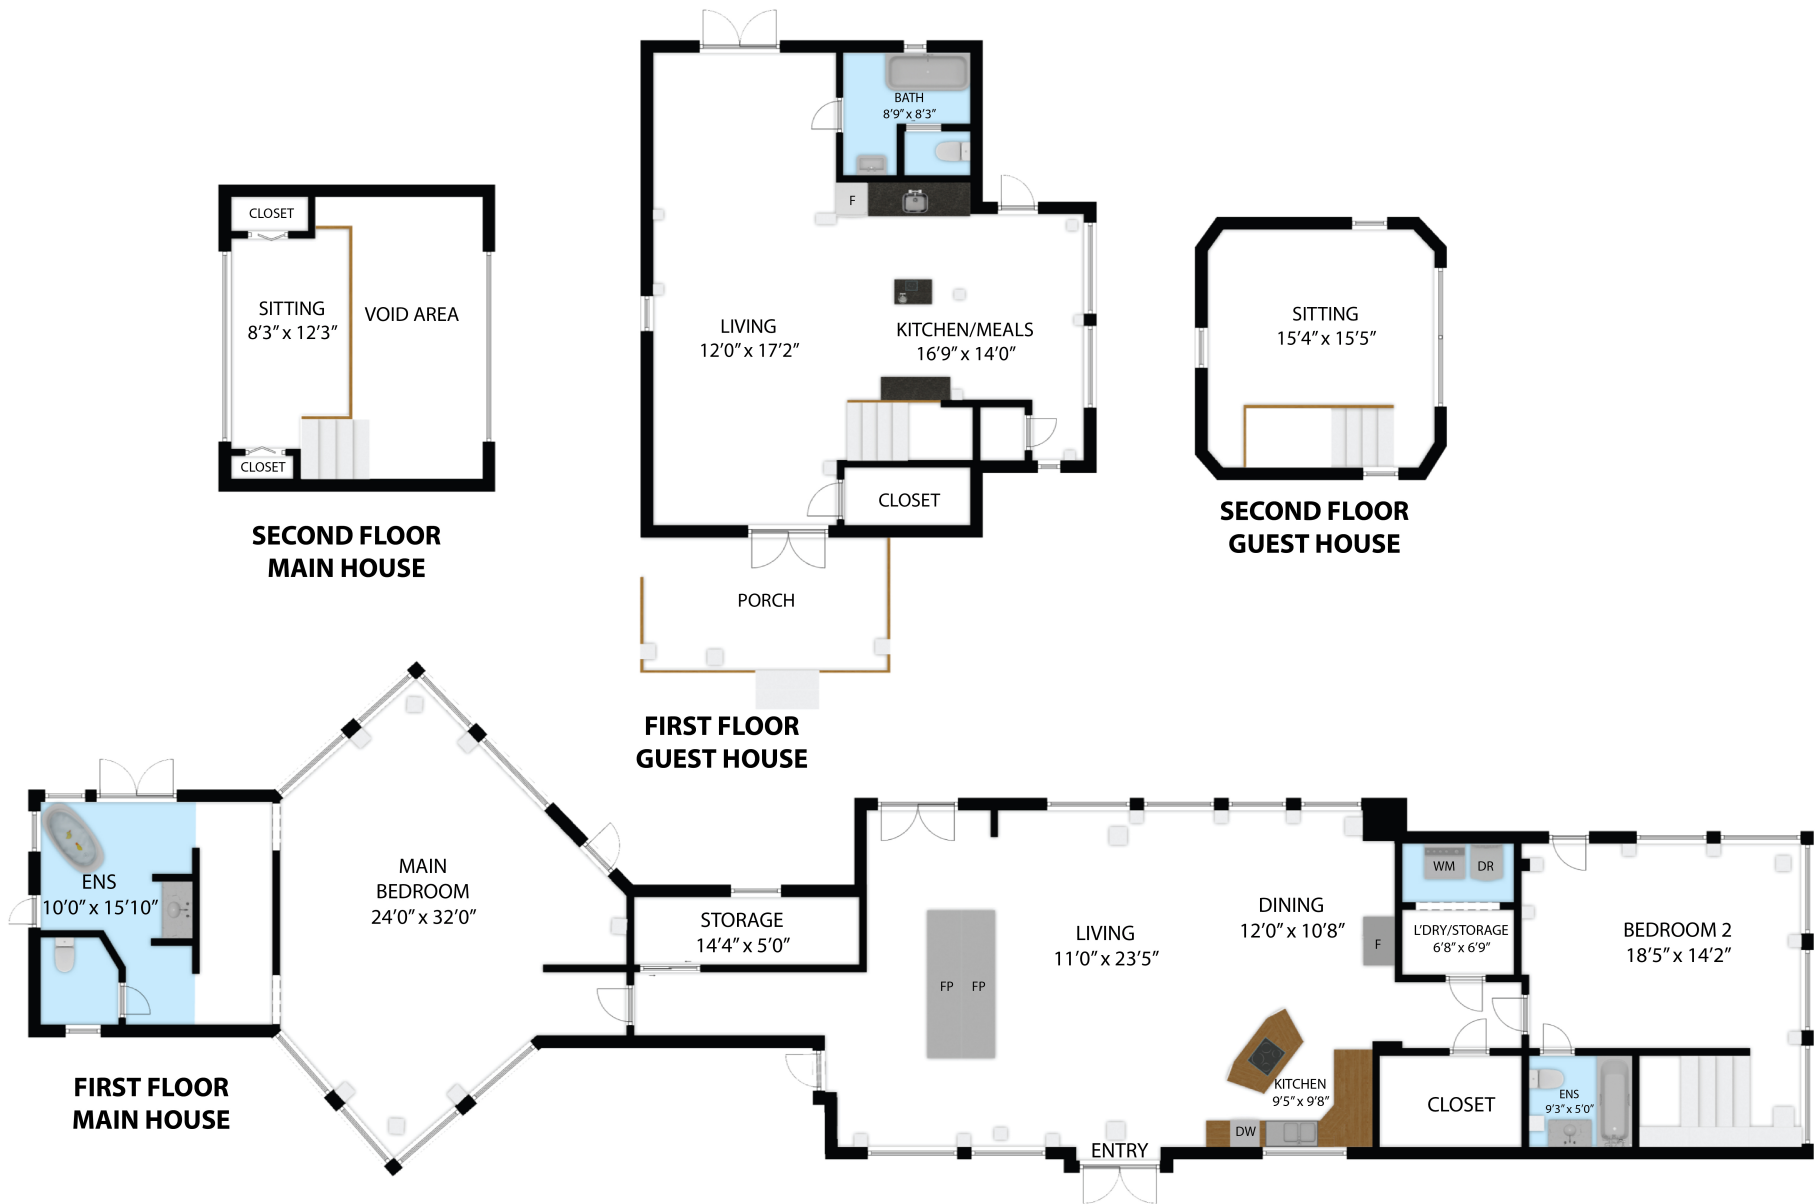 BATH
8'9" x 8'3"
F
LIVING
12'0" x 17'2"
KITCHEN/MEALS
16'9" x 14'0"
CLOSET
PORCH
FIRST FLOOR
GUEST HOUSE
CLOSET
SITTING
8'3" x 12'3"
VOID AREA
CLOSET
SECOND FLOOR
MAIN HOUSE
SITTING
15'4" x 15'5"
SECOND FLOOR
GUEST HOUSE
ENS
10'0" x 15'10"
MAIN
BEDROOM
24'0" x 32'0"
STORAGE
14'4" x 5'0"
FP FP
LIVING
11'0" x 23'5"
DINING
12'0" x 10'8"
F
WM DR
L'DRY/STORAGE
6'8" x 6'9"
BEDROOM 2
18'5" x 14'2"
KITCHEN
9'5" x 9'8"
DW
ENTRY
CLOSET
ENS
9'3" x 5'0"
FIRST FLOOR
MAIN HOUSE